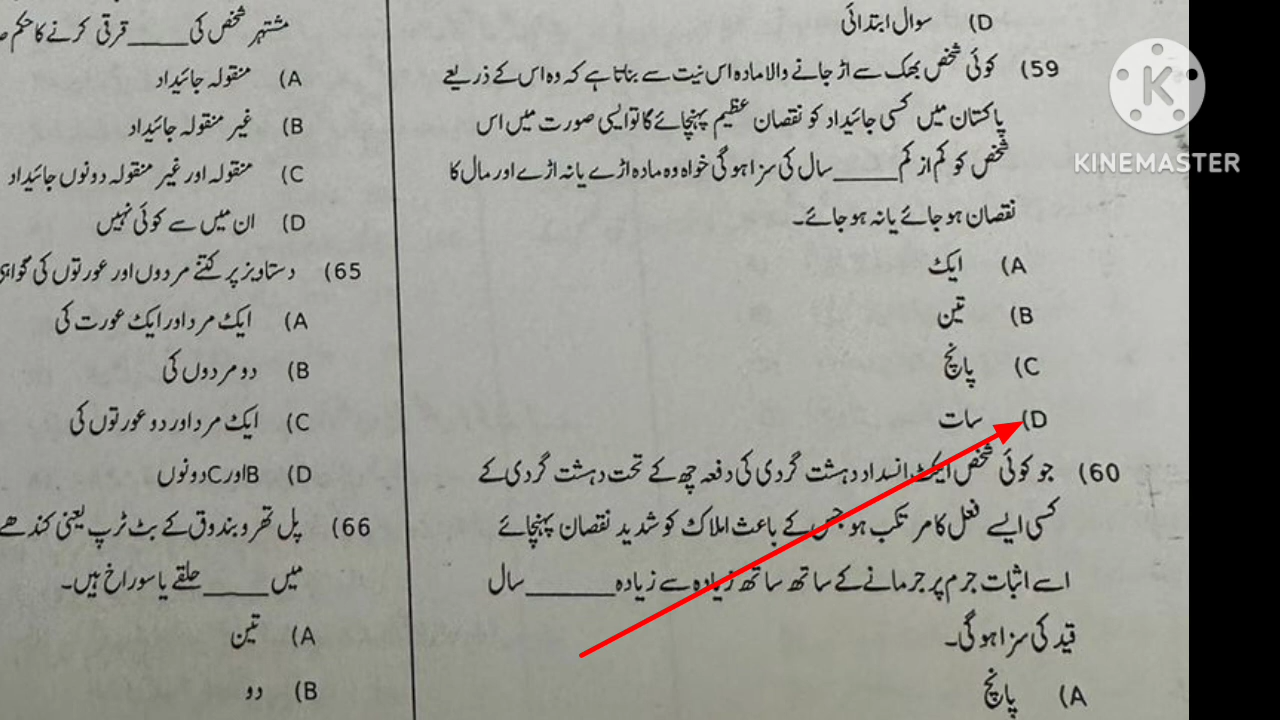 D) سوال ابتدائی
59) کوئی شخص بھک سے اڑ جانے والا مادہ اس نیت سے بناتا ہے کہ وہ اس کے ذریعے
پاکستان میں کسی جائیداد کو نقصان عظیم پہنچائے گا تو ایسی صورت میں اس
شخص کو کم از کم _____ سال کی سزا ہو گی خواہ وہ مادہ اڑے یا نہ اڑے اور مال کا
نقصان ہو جائے یا نہ ہو جائے۔
A) ایک
B) تین
C) پانچ
D) سات
60) جو کوئی شخص ایکٹ انسداد دہشت گردی کی دفعہ چھ کے تحت دہشت گردی کے
کسی ایسے فعل کا مرتکب ہو جس کے باعث املاک کو شدید نقصان پہنچائے
اسے اثبات جرم پر جرمانے کے ساتھ ساتھ زیادہ سے زیادہ _____ سال
قید کی سزا ہو گی۔
A) پانچ
مشتہر شخص کی _____ قرقی کرنے کا حکم
A) منقولہ جائیداد
B) غیر منقولہ جائیداد
C) منقولہ اور غیر منقولہ دونوں جائیداد
D) ان میں سے کوئی نہیں
65) دستاویز پر کتنے مردوں اور عورتوں کی گواہی
A) ایک مرد اور ایک عورت کی
B) دو مردوں کی
C) ایک مرد اور دو عورتوں کی
D) B اور C دونوں
66) پل تھرو بندوق کے بٹ ٹرپ یعنی کندھے
میں _____ حلقے یا سوراخ ہیں۔
A) تین
B) دو
K
KINEMASTER